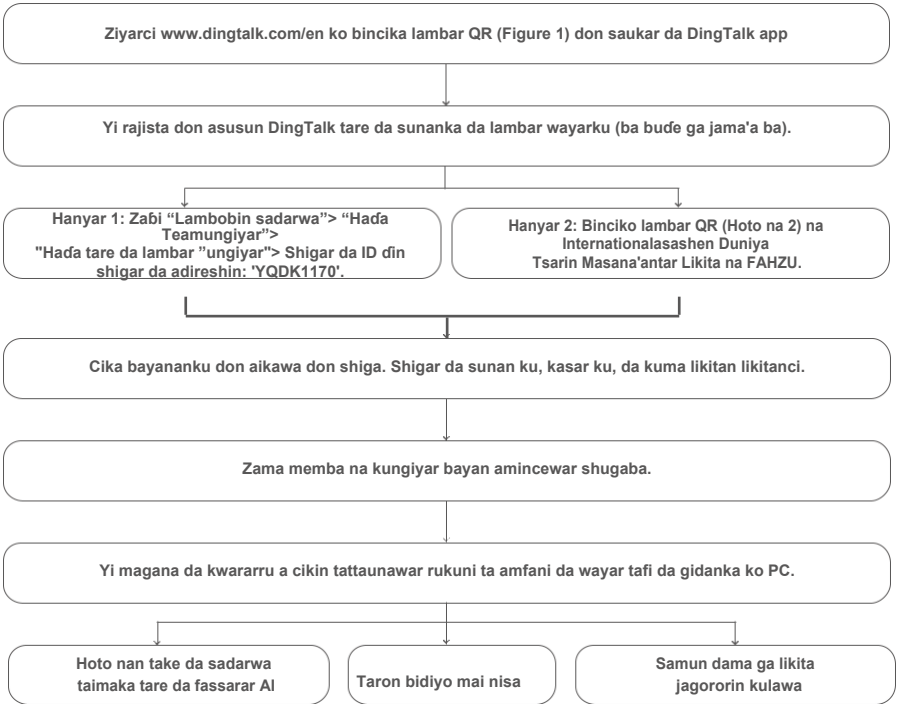 Ziyarci www.dingtalk.com/en ko bincika lambar QR (Figure 1) don saukar da DingTalk app
Yi rajista don asusun DingTalk tare da sunanka da lambar wayarku (ba buɗe ga jama'a ba).
Hanyar 1: Zaɓi “Lambobin sadarwa”> “Haɗa
Teamungiyar”>
"Haɗa tare da lambar ”ungiyar"> Shigar da ID ɗin
shigar da adireshin: 'YQDK1170'.
Hanyar 2: Binciko lambar QR (Hoto na 2) na
Internationalasashen Duniya
Tsarin Masana'antar Likita na FAHZU.
Cika bayananku don aikawa don shiga. Shigar da sunan ku, kasar ku, da kuma likitan likitanci.
Zama memba na kungiyar bayan amincewar shugaba.
Yi magana da kwararru a cikin tattaunawar rukuni ta amfani da wayar tafi da gidanka ko PC.
Hoto nan take da sadarwa
taimaka tare da fassarar AI
Taron bidiyo mai nisa
Samun dama ga likita
jagororin kulawa